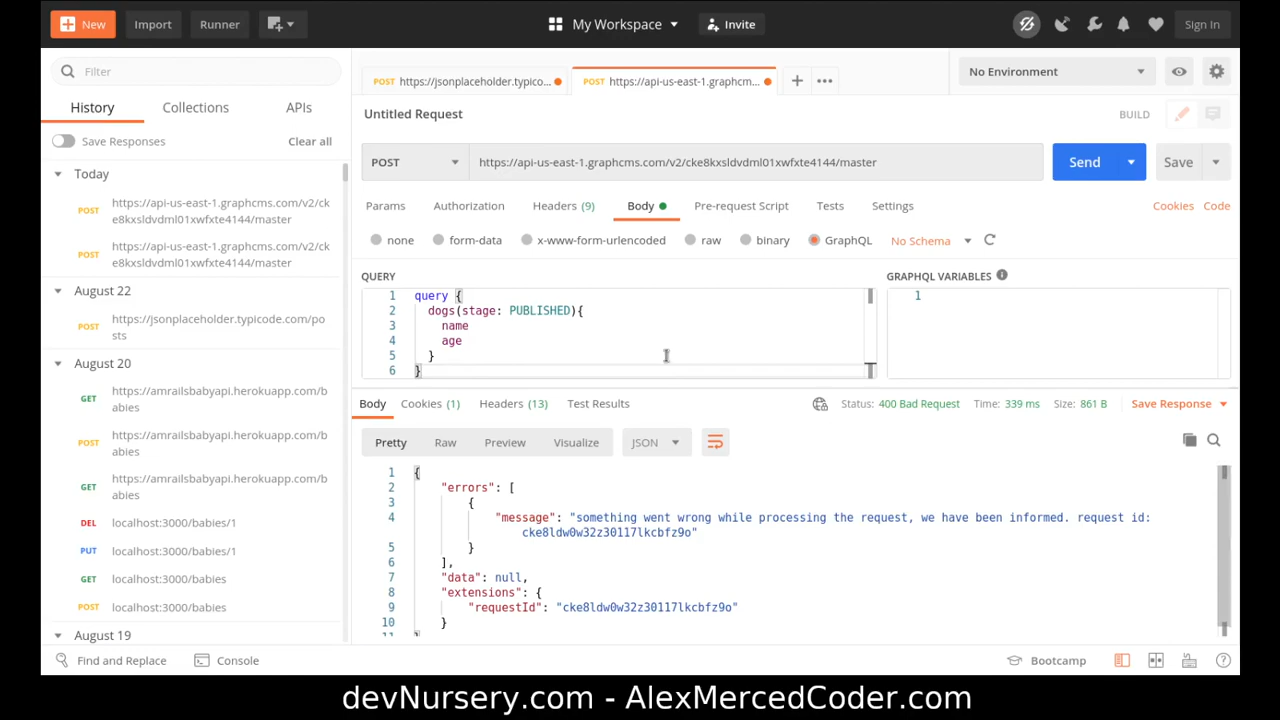 New
Import
Runner
My Workspace
Invite
Sign In
Filter
History
Collections
APIs
Save Responses
Clear all
Today
POST https://api-us-east-1.graphcms.com/v2/ck
e8kxsldvdml01xwfxte4144/master
POST https://api-us-east-1.graphcms.com/v2/ck
e8kxsldvdml01xwfxte4144/master
August 22
POST https://jsonplaceholder.typicode.com/po
sts
August 20
GET https://amrailsbabyapi.herokuapp.com/b
abies
POST https://amrailsbabyapi.herokuapp.com/b
abies
GET https://amrailsbabyapi.herokuapp.com/b
abies
DEL localhost:3000/babies/1
PUT localhost:3000/babies/1
GET localhost:3000/babies
POST localhost:3000/babies
August 19
POST https://jsonplaceholder.typico...
POST https://api-us-east-1.graphcm...
No Environment
Untitled Request
BUILD
POST
https://api-us-east-1.graphcms.com/v2/cke8kxsldvdml01xwfxte4144/master
Send
Save
Params
Authorization
Headers (9)
Body
Pre-request Script
Tests
Settings
Cookies
Code
none
form-data
x-www-form-urlencoded
raw
binary
GraphQL
No Schema
QUERY
1 query {
2 dogs(stage: PUBLISHED){
3 name
4 age
5 }
6 }
GRAPHQL VARIABLES
1
Body
Cookies (1)
Headers (13)
Test Results
Status: 400 Bad Request
Time: 339 ms
Size: 861 B
Save Response
Pretty
Raw
Preview
Visualize
JSON
1 {
2 "errors": [
3 {
4 "message": "something went wrong while processing the request, we have been informed. request id:
cke8ldw0w32z30117lkcbfz9o"
5 }
6 ],
7 "data": null,
8 "extensions": {
9 "requestId": "cke8ldw0w32z30117lkcbfz9o"
10 }
11 }
Find and Replace
Console
Bootcamp
devNursery.com - AlexMercedCoder.com